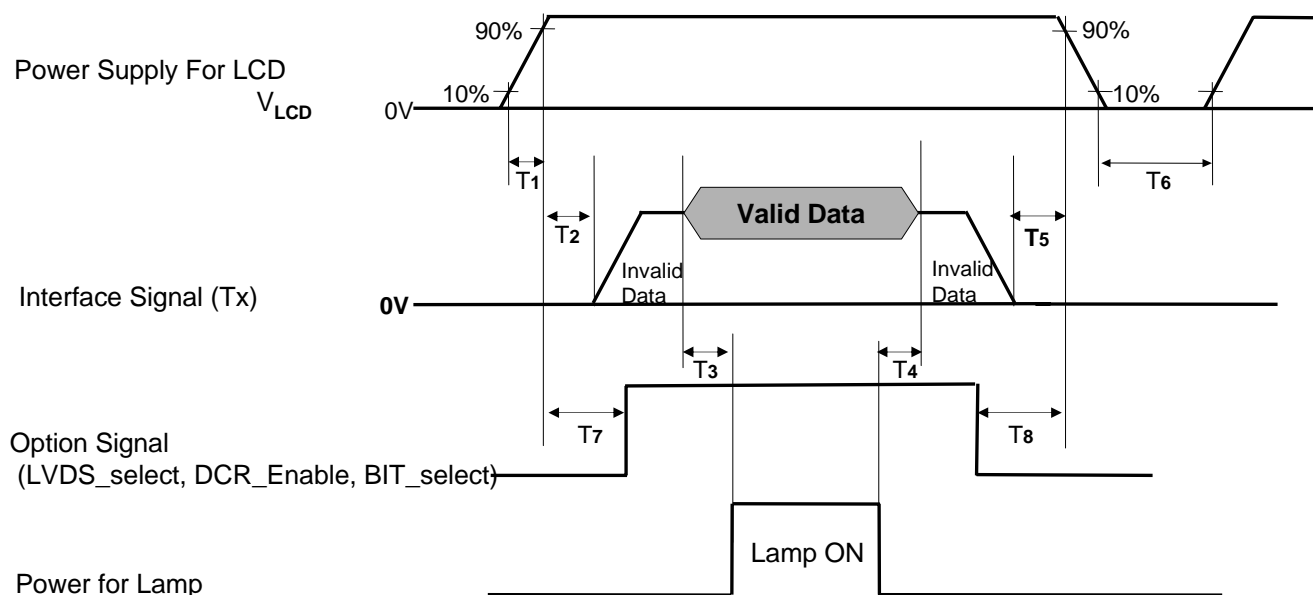 90%
90%
Power Supply For LCD
VLCD
10%
0V
10%
T1
T6
T2
Valid Data
T5
Invalid
Data
Invalid
Data
Interface Signal (Tx)
0V
T3
T4
T7
T8
Option Signal
(LVDS_select, DCR_Enable, BIT_select)
Lamp ON
Power for Lamp